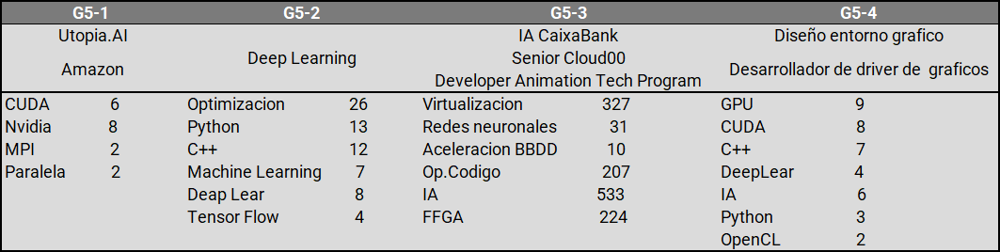 G5-1 G5-2 G5-3 G5-4
Utopia.AI IA CaixaBank Diseño entorno grafico
Deep Learning Senior Cloud00
Amazon Desarrollador de driver de graficos
Developer Animation Tech Program
CUDA 6 Optimizacion 26 Virtualizacion 327 GPU 9
Nvidia 8 Python 13 Redes neuronales 31 CUDA 8
MPI 2 C++ 12 Aceleracion BBDD 10 C++ 7
Paralela 2 Machine Learning 7 Op.Codigo 207 DeepLear 4
Deap Lear 8 IA 533 IA 6
Tensor Flow 4 FFGA 224 Python 3
OpenCL 2